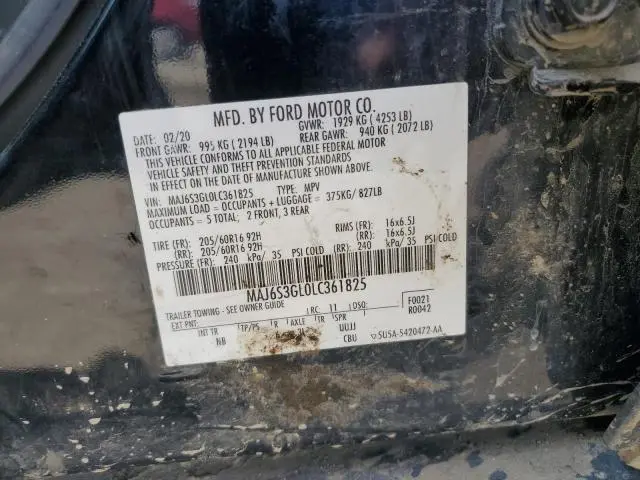 MFD. BY FORD MOTOR CO.
DATE: 02/20 GVWR: 1929 KG ( 4253 LB)
FRONT GAWR: 995 KG ( 2194 LB) REAR GAWR: 940 KG ( 2072 LB)
THIS VEHICLE CONFORMS TO ALL APPLICABLE FEDERAL MOTOR
VEHICLE SAFETY AND THEFT PREVENTION STANDARDS
IN EFFECT ON THE DATE OF MANUFACTURE SHOWN ABOVE.
VIN: MAJ6S3GL0LC361825 TYPE: MPV
MAXIMUM LOAD = OCCUPANTS + LUGGAGE = 375KG/ 827LB
OCCUPANTS = 5 TOTAL: 2 FRONT, 3 REAR
TIRE (FR): 205/60R16 92H RIMS (FR): 16x6.5J
(RR): 205/60R16 92H (RR): 16x6.5J
PRESSURE (FR): 240 kPa/ 35 PSI COLD (RR): 240 kPa/ 35 PSI COLD
MAJ6S3GL0LC361825
TRAILER TOWING - SEE OWNER GUIDE
EXT PNT: RC: 11 DSO: F0021
R0042
INT TR TP/PS R AXLE TR SPR
NB 6 UUJJ
CBU 5U5A-5420472-AA